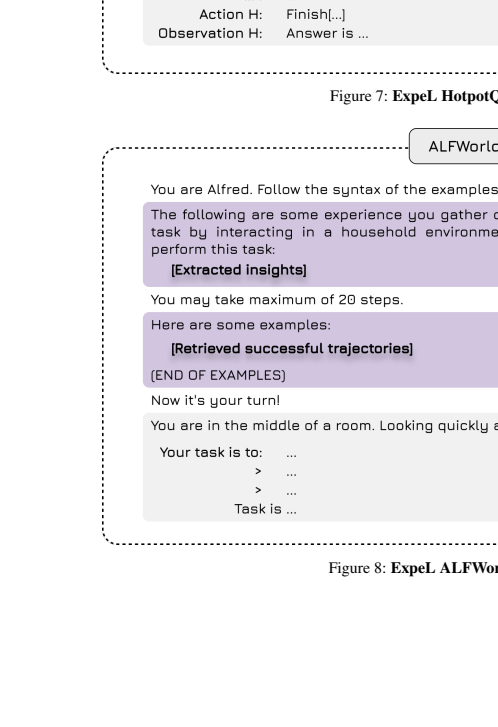 Action H: Finish[...]
Observation H: Answer is ...
Figure 7: ExpeL HotpotQ
ALFWorld
You are Alfred. Follow the syntax of the examples
The following are some experience you gather
task by interacting in a household environme
perform this task:
[Extracted insights]
You may take maximum of 20 steps.
Here are some examples:
[Retrieved successful trajectories]
(END OF EXAMPLES)
Now it's your turn!
You are in the middle of a room. Looking quickly a
Your task is to: ...
> ...
> ...
Task is ...
Figure 8: ExpeL ALFWor